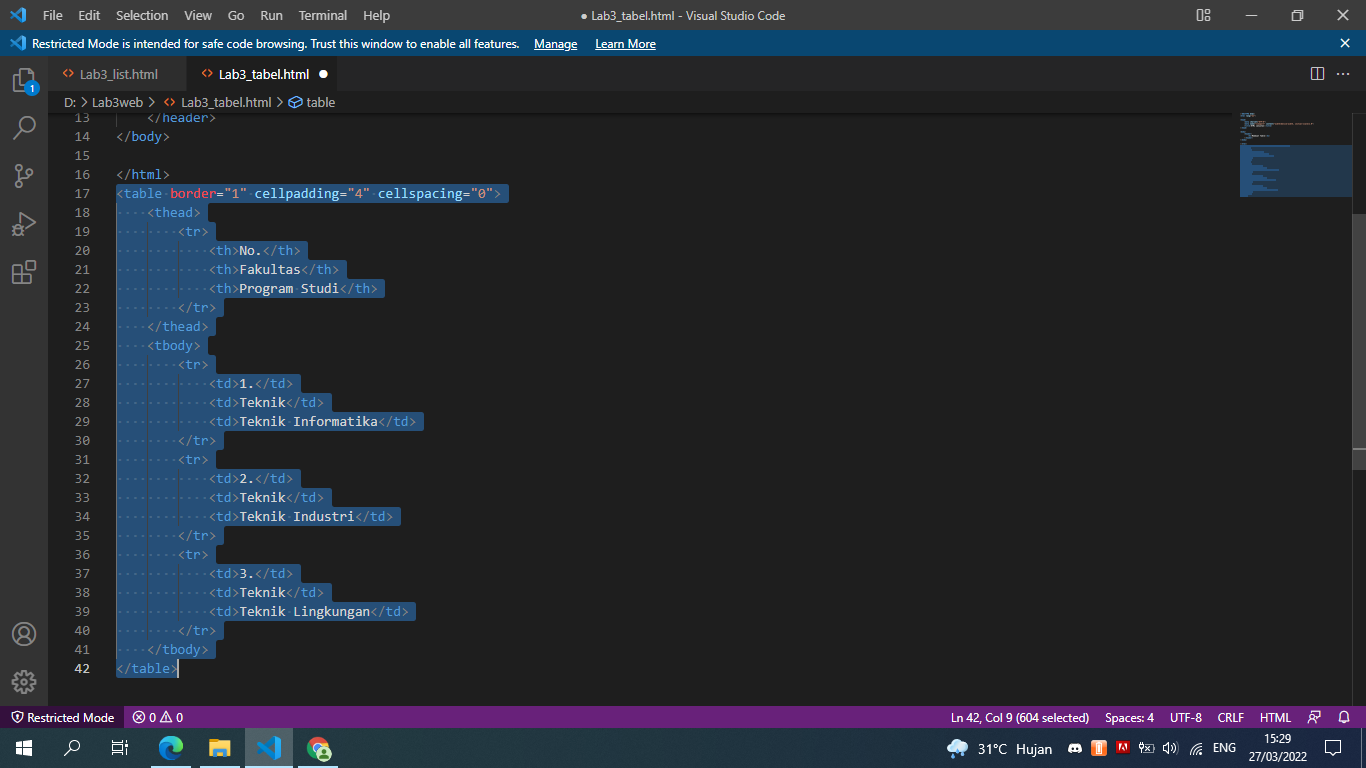 File Edit Selection View Go Run Terminal Help ● Lab3_tabel.html - Visual Studio Code
Restricted Mode is intended for safe code browsing. Trust this window to enable all features. Manage Learn More
Lab3_list.html Lab3_tabel.html
D: > Lab3web > Lab3_tabel.html > table
13 </header>
14 </body>
15
16 </html>
17 <table border="1" cellpadding="4" cellspacing="0">
18 <thead>
19 <tr>
20 <th>No.</th>
21 <th>Fakultas</th>
22 <th>Program Studi</th>
23 </tr>
24 </thead>
25 <tbody>
26 <tr>
27 <td>1.</td>
28 <td>Teknik</td>
29 <td>Teknik Informatika</td>
30 </tr>
31 <tr>
32 <td>2.</td>
33 <td>Teknik</td>
34 <td>Teknik Industri</td>
35 </tr>
36 <tr>
37 <td>3.</td>
38 <td>Teknik</td>
39 <td>Teknik Lingkungan</td>
40 </tr>
41 </tbody>
42 </table>
1
Restricted Mode 0 0 Ln 42, Col 9 (604 selected) Spaces: 4 UTF-8 CRLF HTML
31°C Hujan ENG 15:29
27/03/2022